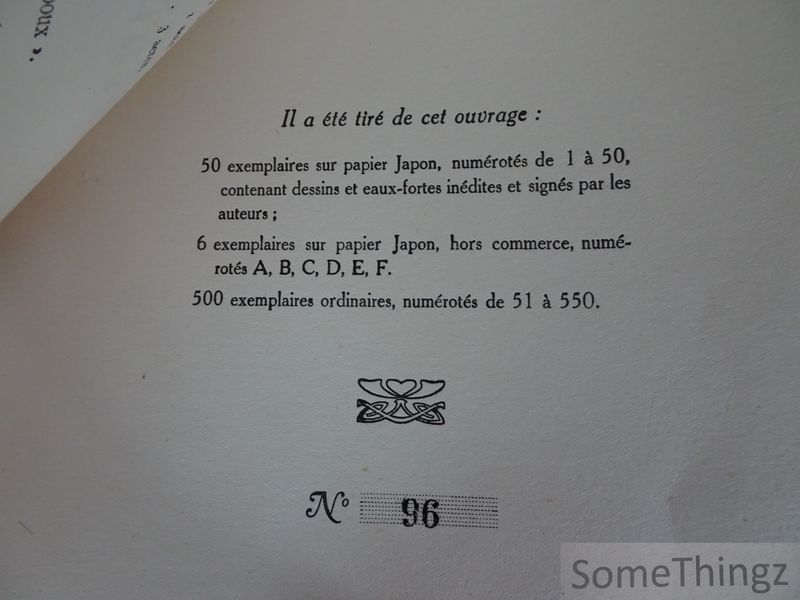 oux ».
Il a été tiré de cet ouvrage :
50 exemplaires sur papier Japon, numérotés de 1 à 50,
contenant dessins et eaux-fortes inédites et signés par les
auteurs ;
6 exemplaires sur papier Japon, hors commerce, numé-
rotés A, B, C, D, E, F.
500 exemplaires ordinaires, numérotés de 51 à 550.
Nº 96
SomeThingz